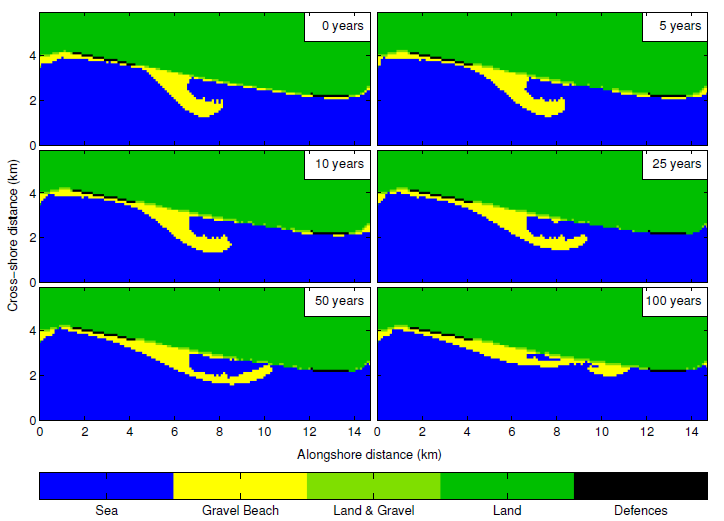 0 years
5 years
4
2
0
10 years
25 years
4
2
0
Cross-shore distance (km)
50 years
100 years
4
2
0
0 2 4 6 8 10 12 14 0 2 4 6 8 10 12 14
Alongshore distance (km)
Sea Gravel Beach Land & Gravel Land Defences